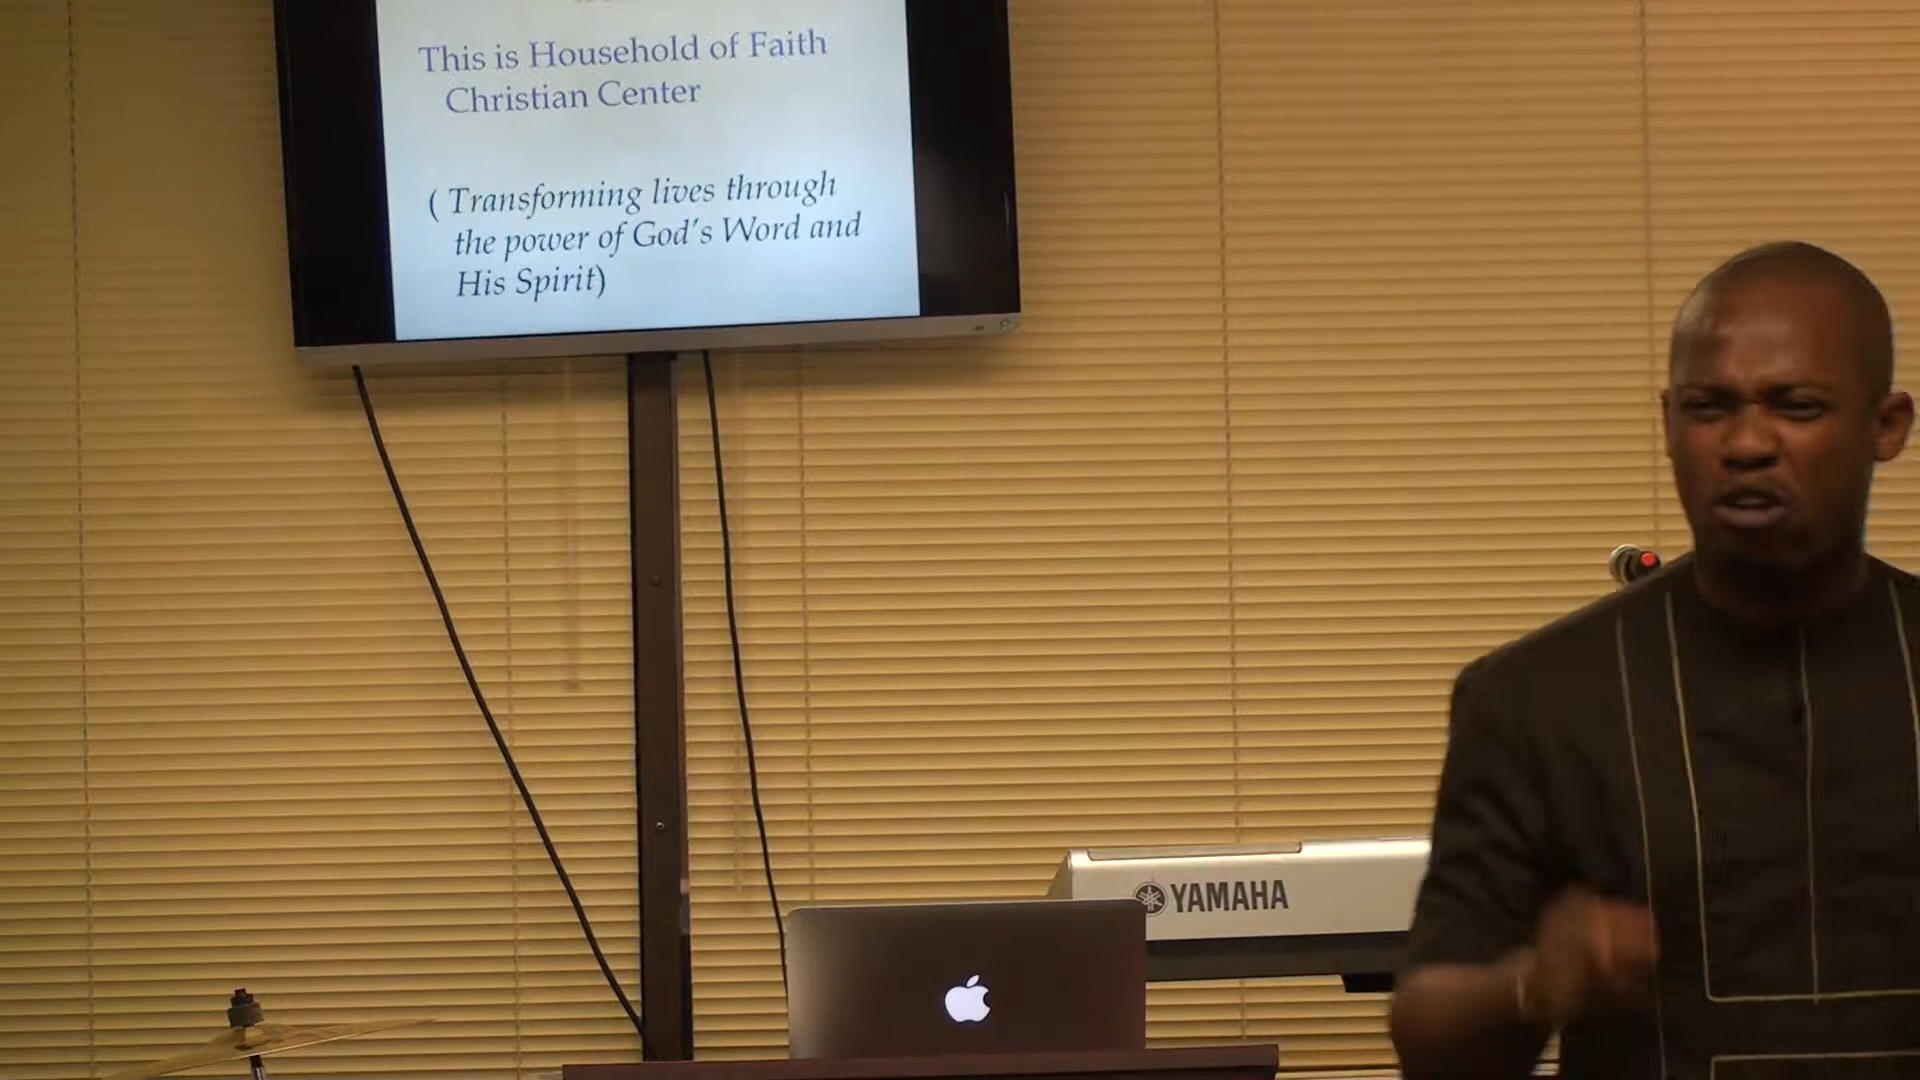 This is Household of Faith
Christian Center
( Transforming lives through
the power of God's Word and
His Spirit)
YAMAHA